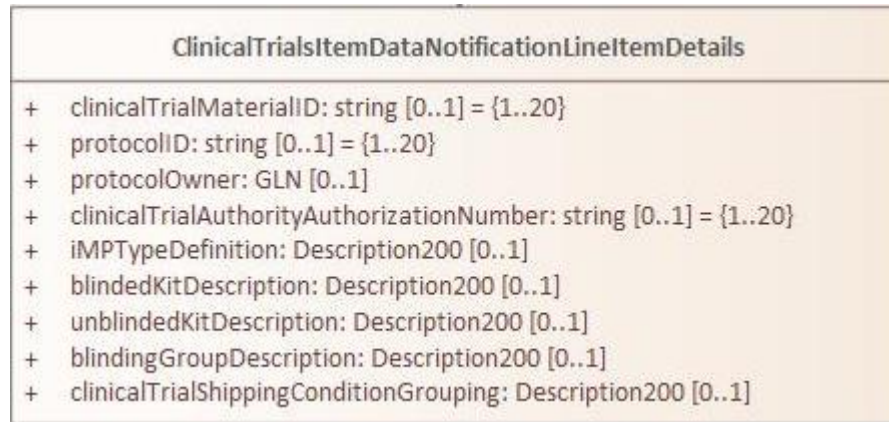 ClinicalTrialsItemDataNotificationLineItemDetails
+ clinicalTrialMaterialID: string [0..1] = {1..20}
+ protocolID: string [0..1] = {1..20}
+ protocolOwner: GLN [0..1]
+ clinicalTrialAuthorityAuthorizationNumber: string [0..1] = {1..20}
+ iMPTypeDefinition: Description200 [0..1]
+ blindedKitDescription: Description200 [0..1]
+ unblindedKitDescription: Description200 [0..1]
+ blindingGroupDescription: Description200 [0..1]
+ clinicalTrialShippingConditionGrouping: Description200 [0..1]